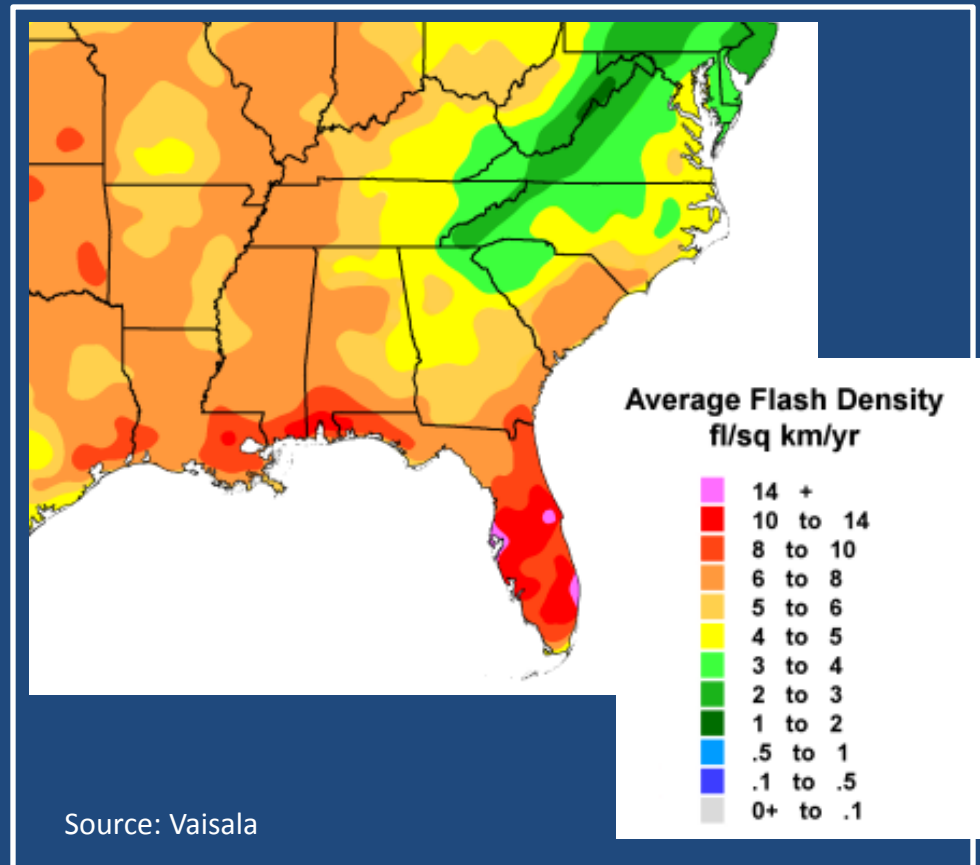 Average Flash Density
fl/sq km/yr
14 +
10 to 14
8 to 10
6 to 8
5 to 6
4 to 5
3 to 4
2 to 3
1 to 2
.5 to 1
.1 to .5
0+ to .1
Source: Vaisala